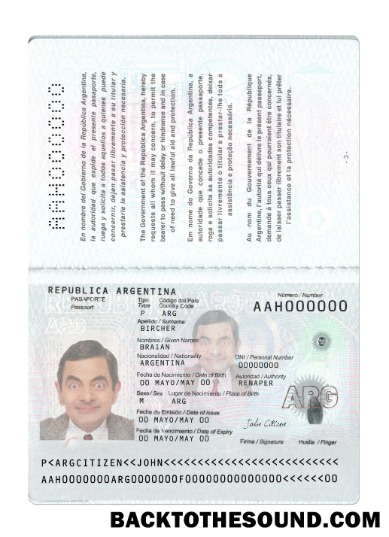 AAH000000
En nombre del Gobierno de la República Argentina,
la autoridad que expide el presente pasaporte,
ruega y solicita a todos aquellos a quienes puede
concernir, dejen pasar libremente a su titular y
prestarle la asistencia y protección necesaria.
The Government of the Republica Argentina, hereby
requests all whom it may concern, to permit the
bearer to pass without delay or hindrance and in case
of need to give all lawful aid and protection.
Em nome do Governo da República Argentina, a
autoridade que concede o presente passaporte,
roga e solicita às autoridades competentes, deixar
passar livremente o titular e prestar-lhe toda a
assistência e proteção necessária.
Au nom du Gouvernement de la République
Argentine, l'autorité qui délivre le présent passeport,
demande à tous ceux qui pourraient être concernés,
de laisser passer librement son titulaire et lui prêter
l'assistance et la protection nécessaire.
- 3 -
REPUBLICA ARGENTINA
PASAPORTE
Passport
Tipo Código del País
Type Country Code
P ARG
Número / Number
AAH000000
Apellido / Surname
BIRCHER
Nombres / Given Names
BRAIAN
Nacionalidad / Nationality
ARGENTINA
DNI / Personal Number
00000000
Fecha de Nacimiento / Date of Birth
00 MAYO/MAY 00
Autoridad / Authority
RENAPER
Sexo / Sex Lugar de Nacimiento / Place of Birth
M ARG
ARG
Fecha de Emisión / Date of issue
00 MAYO/MAY 00
Fecha de Vencimiento / Date of Expiry
00 MAYO/MAY 00
John Citizen
Firma / Signature
Huella / Finger
P<ARGCITIZEN<<JOHN<<<<<<<<<<<<<<<<<<<<<<<<<<
AAH0000000ARG0000000F00000000000000<<<<<<00
BACKTOTHESOUND.COM